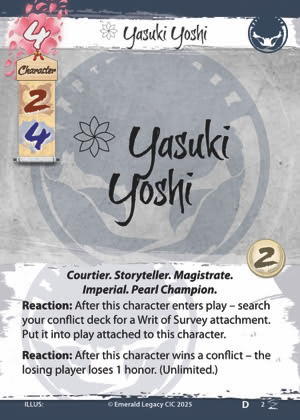 4
Yasuki Yoshi
Character
2
4
Yasuki
Yoshi
2
Courtier. Storyteller. Magistrate.
Imperial. Pearl Champion.
Reaction: After this character enters play – search
your conflict deck for a Writ of Survey attachment.
Put it into play attached to this character.
Reaction: After this character wins a conflict – the
losing player loses 1 honor. (Unlimited.)
ILLUS: © Emerald Legacy CIC 2025 D 2